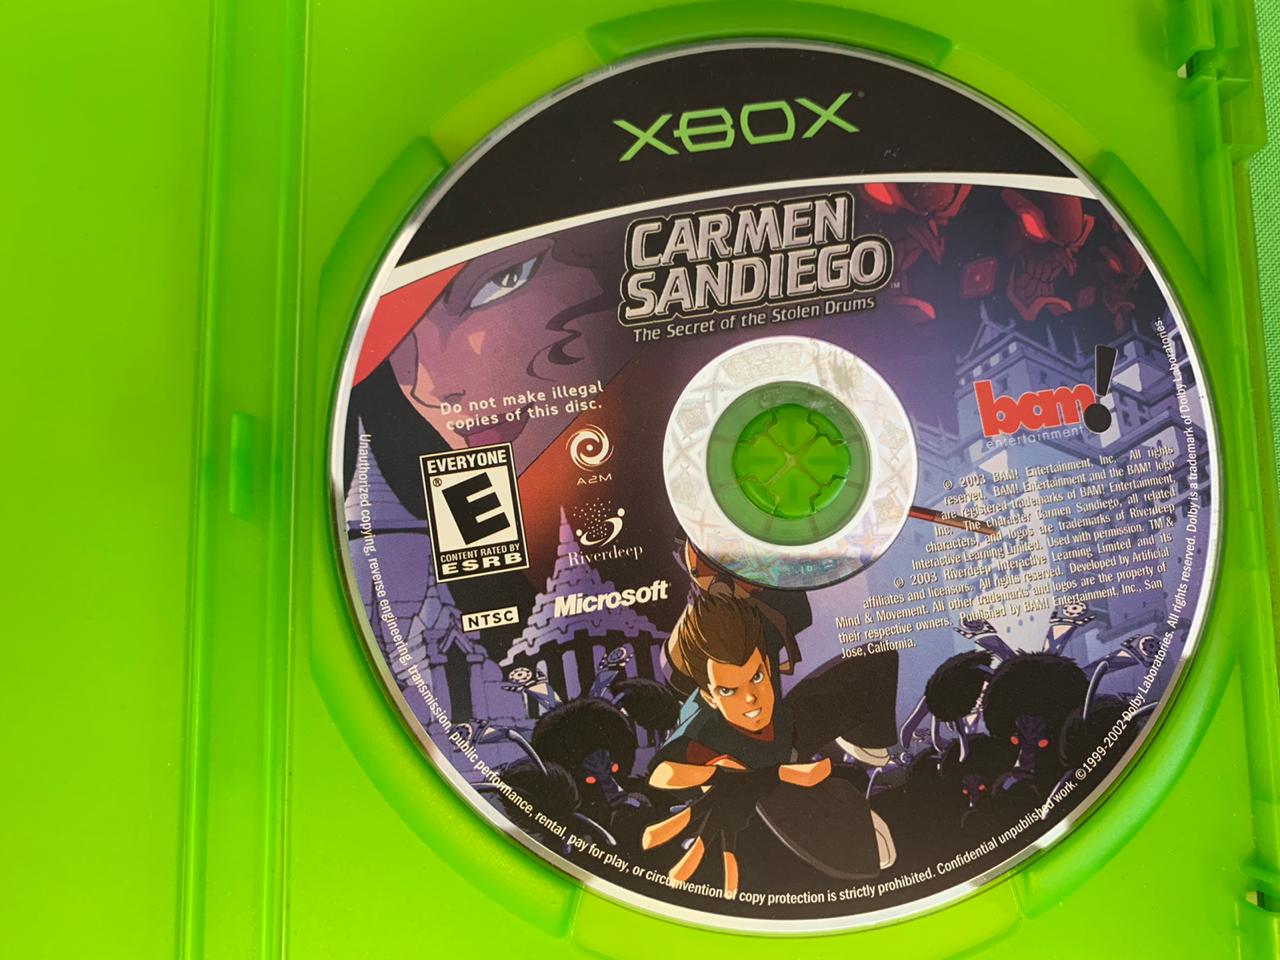 XBOX
CARMEN
SANDIEGO™
The Secret of the Stolen Drums
Do not make illegal
copies of this disc.
EVERYONE
E
®
CONTENT RATED BY
ESRB
A2M
Riverdeep
NTSC
Microsoft
bam!
entertainment
© 2003 BAM! Entertainment, Inc. All rights
reserved. BAM! Entertainment and the BAM! logo
are registered trademarks of BAM! Entertainment,
Inc. The character Carmen Sandiego, all related
characters and logos are trademarks of Riverdeep
Interactive Learning Limited. Used with permission. TM &
© 2003 Riverdeep Interactive Learning Limited and its
affiliates and licensors. All rights reserved. Developed by Artificial
Mind & Movement. All other trademarks and logos are the property of
their respective owners. Published by BAM! Entertainment, Inc., San
Jose, California.
Unauthorized copying, reverse engineering, transmission, public performance, rental, pay for play, or circumvention of copy protection is strictly prohibited. Confidential unpublished work. ©1999-2002 Dolby Laboratories. All rights reserved. Dolby is a trademark of Dolby Laboratories.